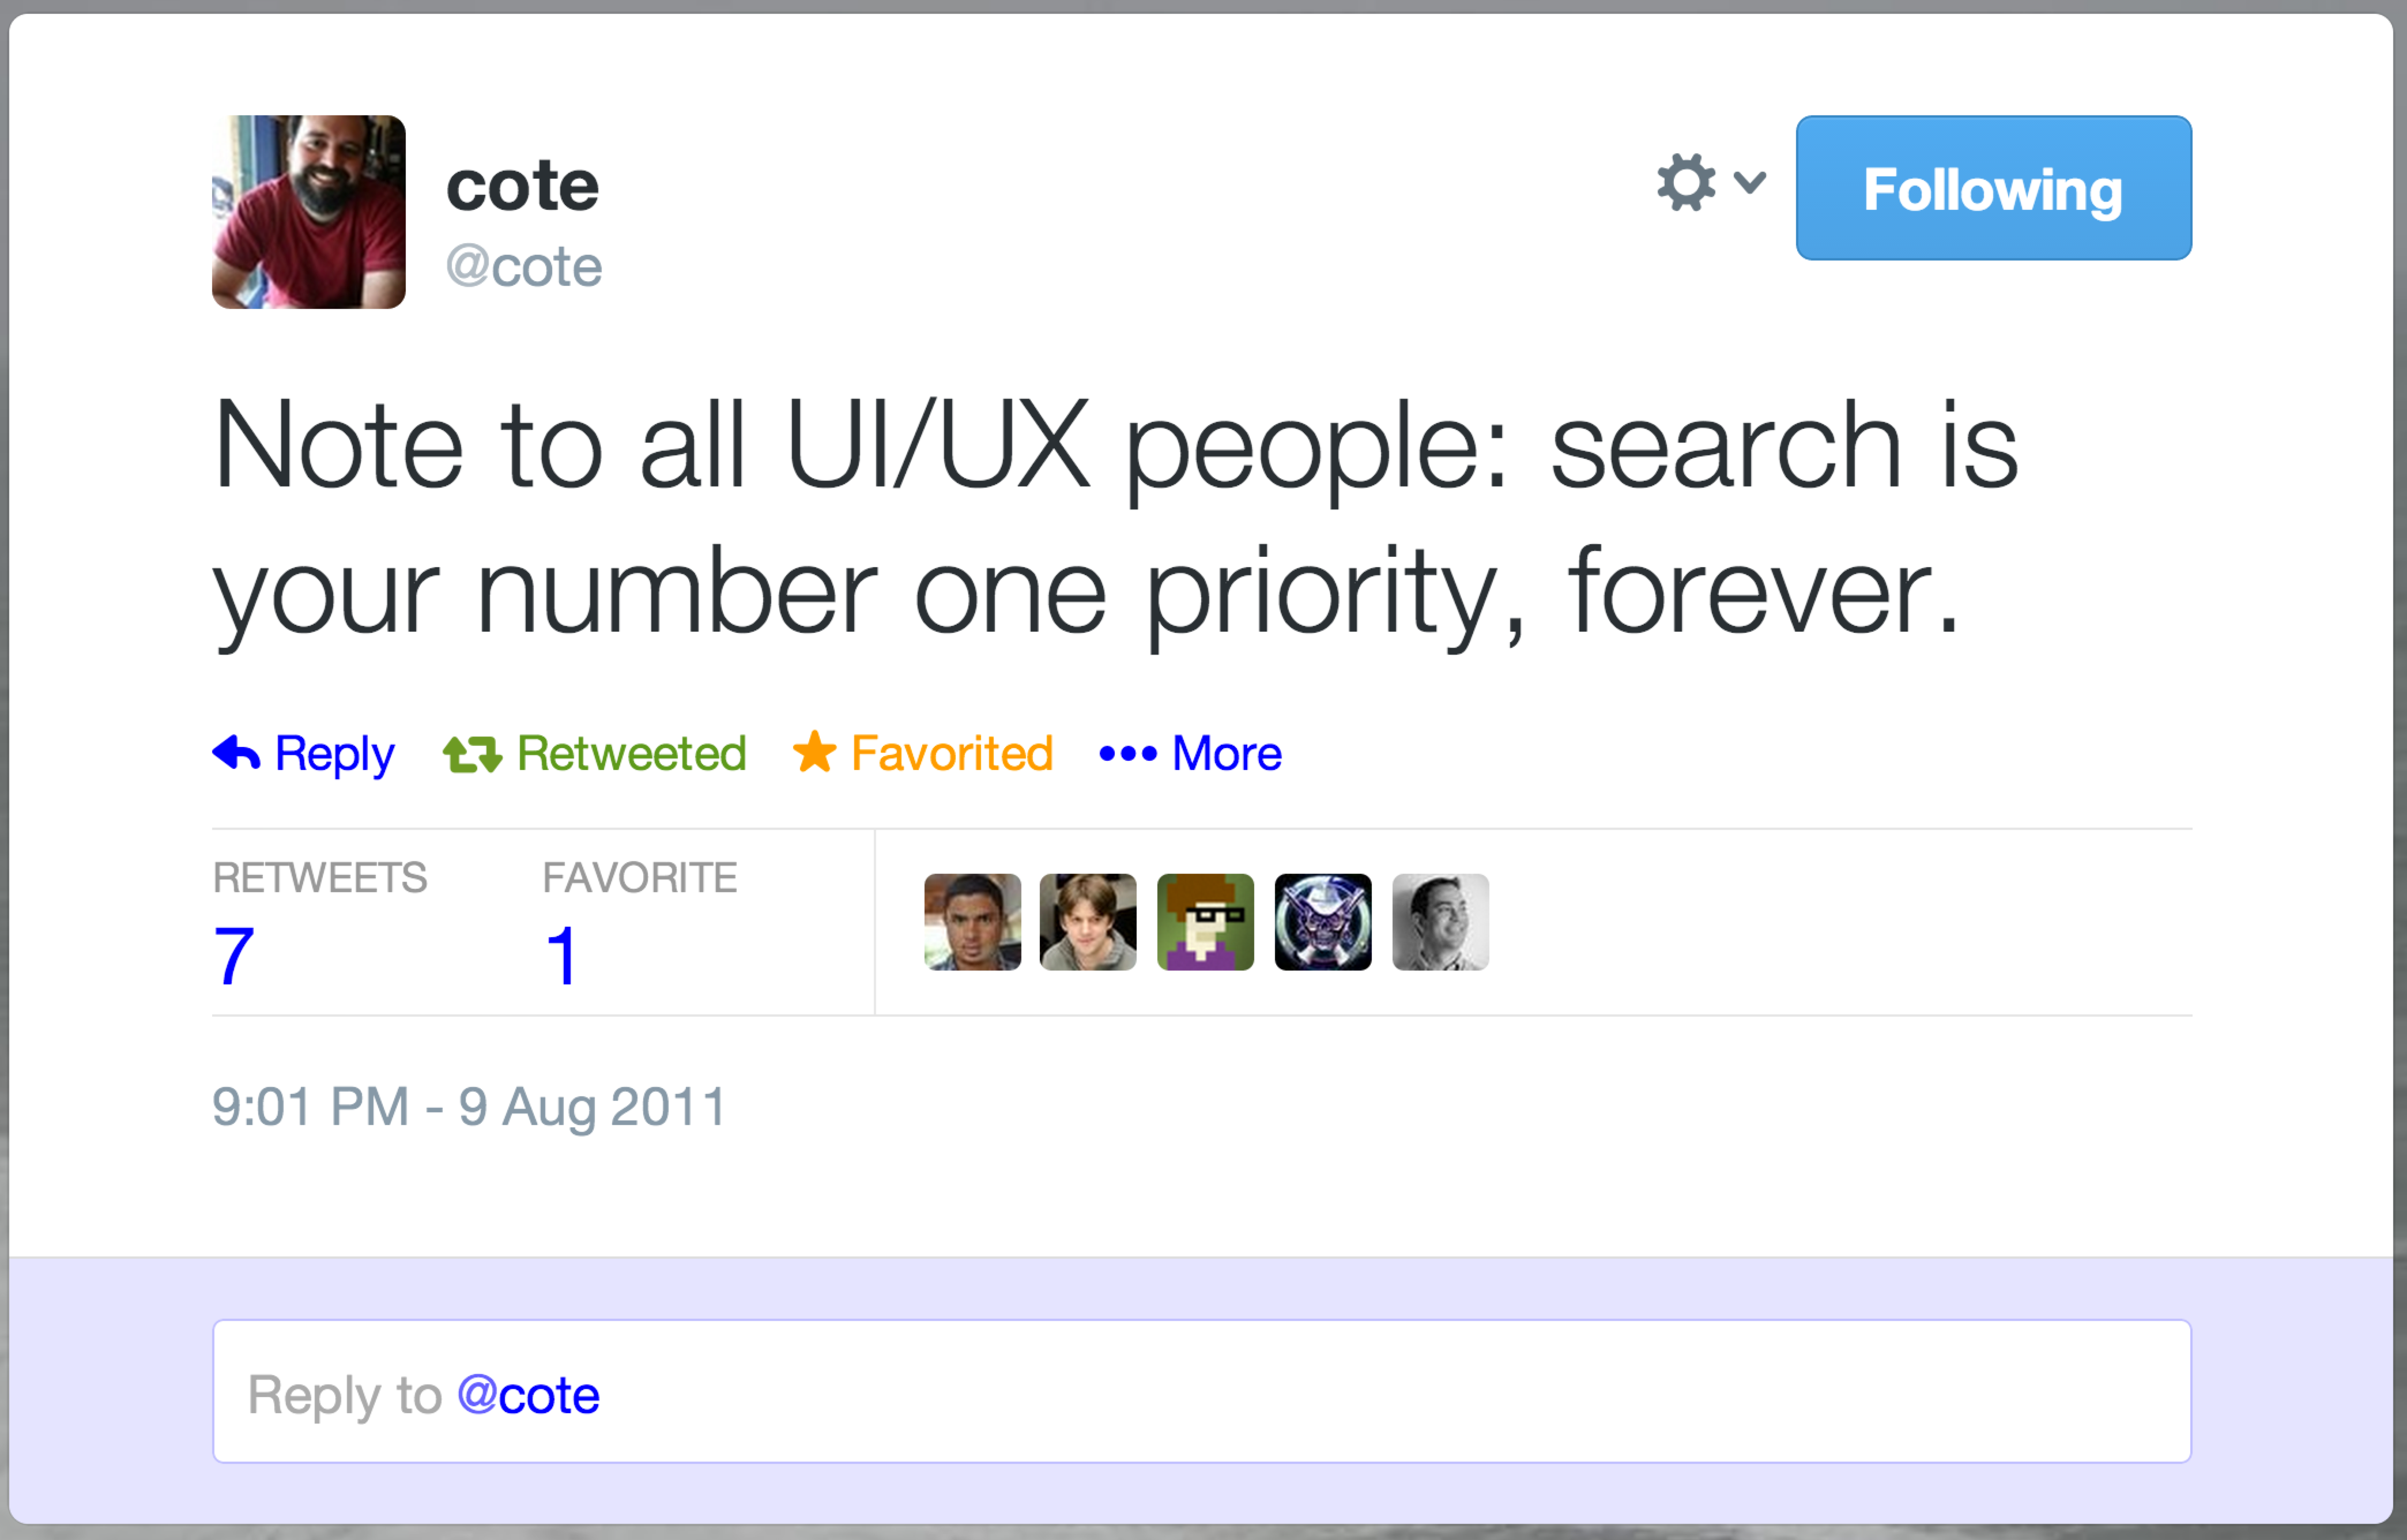 cote
@cote
Following
Note to all UI/UX people: search is
your number one priority, forever.
Reply Retweeted Favorited More
RETWEETS FAVORITE
7 1
9:01 PM - 9 Aug 2011
Reply to @cote